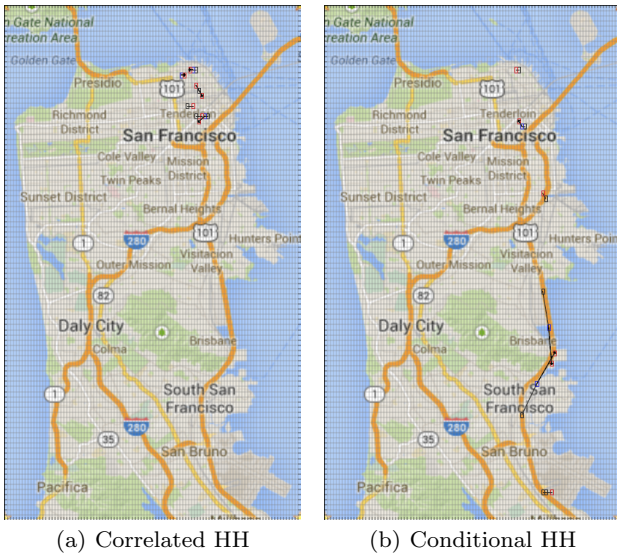 n Gate National
creation Area
Golden Gate
Presidio
101
Richmond
District
Tenderloin
San Francisco
Cole Valley
Mission
District
Twin Peaks
Sunset District
Bernal Heights
101
1
280
Hunters Poin
Visitacion
Valley
Outer Mission
82
Daly City
Colma
Brisbane
South San
Francisco
1
35
280
San Bruno
Pacifica
(a) Correlated HH
n Gate National
reation Area
Golden Gate
Presidio
101
Richmond
District
Tenderloin
San Francisco
Cole Valley
Mission
District
Twin Peaks
Sunset District
Bernal Heights
101
1
280
Hunters Poin
Visitacion
Valley
Outer Mission
82
Daly City
Colma
Brisbane
South San
Francisco
1
35
280
San Bruno
Pacifica
(b) Conditional HH